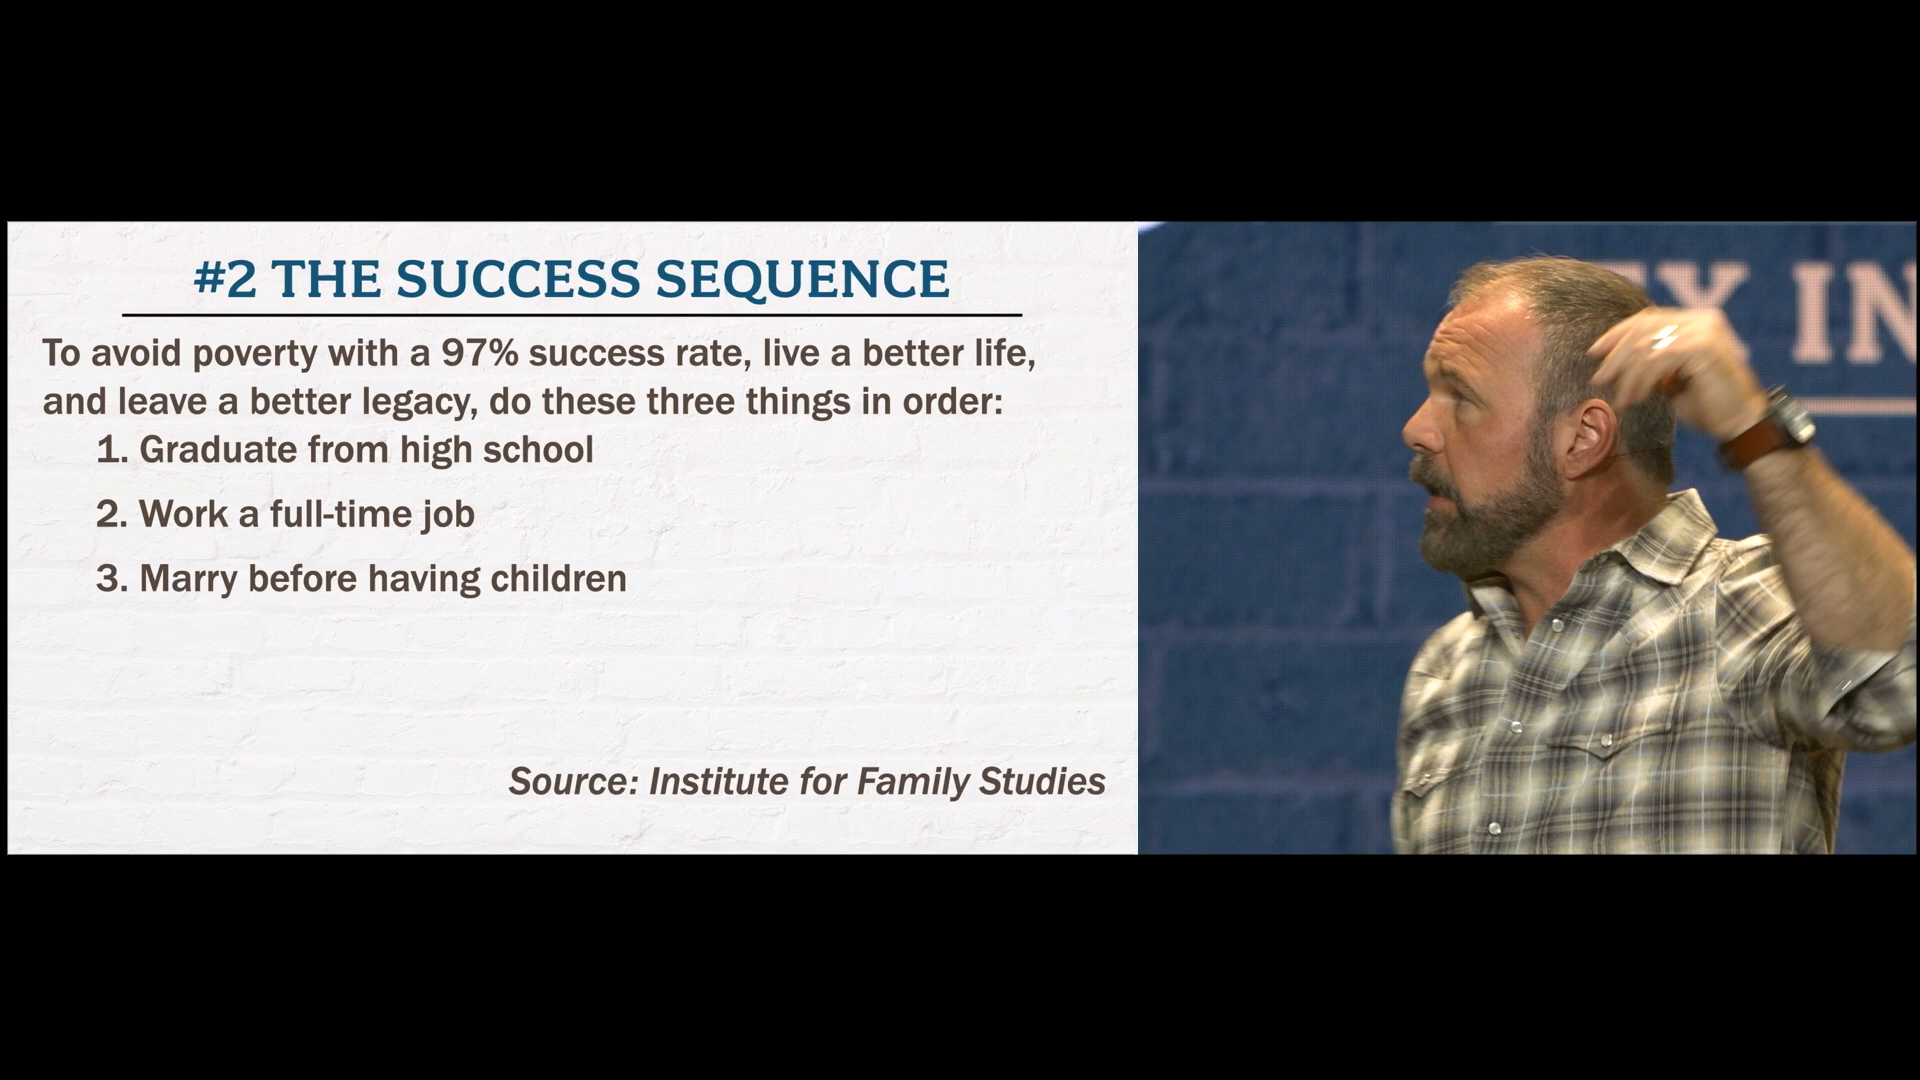 #2 THE SUCCESS SEQUENCE
To avoid poverty with a 97% success rate, live a better life,
and leave a better legacy, do these three things in order:
1. Graduate from high school
2. Work a full-time job
3. Marry before having children
Source: Institute for Family Studies
IN